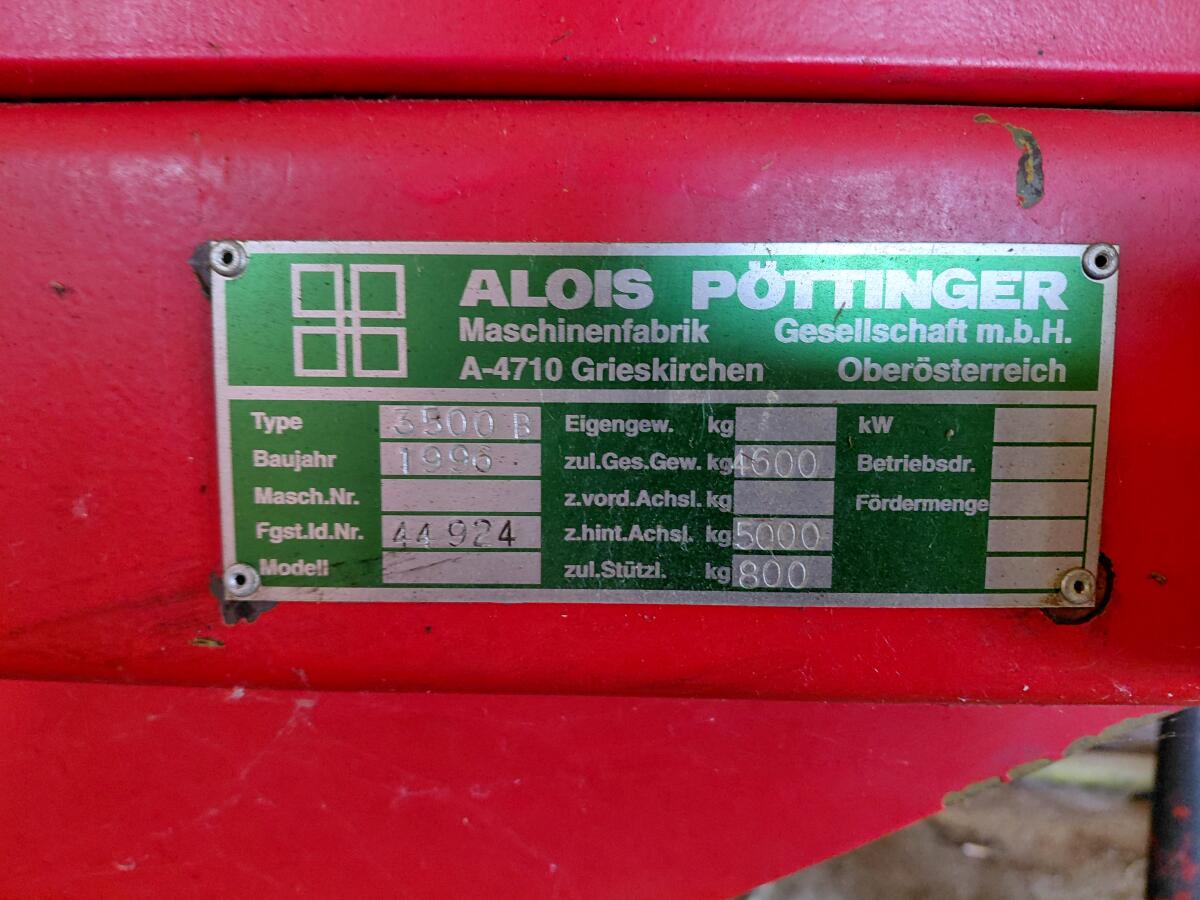 ALOIS PÖTTINGER
Maschinenfabrik Gesellschaft m.b.H.
A-4710 Grieskirchen Oberösterreich
Type 3500 B Eigengew. kg kW
Baujahr 1996 zul.Ges.Gew. kg 4600 Betriebsdr.
Masch.Nr. z.vord.Achsl. kg Fördermenge
Fgst.Id.Nr. 44 924 z.hint.Achsl. kg 5000
Modell zul.Stützl. kg 800